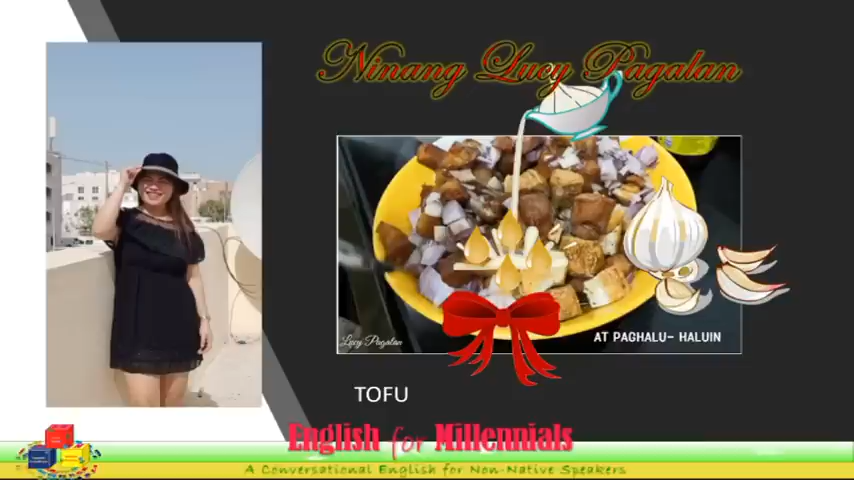 Ninang Lucy Pagalan
Lucy Pagalan
AT PAGHALU- HALUIN
TOFU
English for Millennials
A Conversational English for Non-Native Speakers